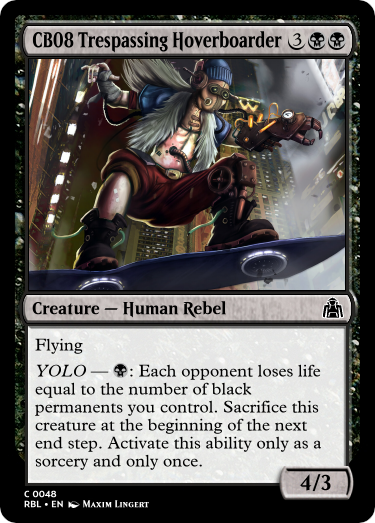 CB08 Trespassing Hoverboarder 3
Creature — Human Rebel
Flying
YOLO — : Each opponent loses life
equal to the number of black
permanents you control. Sacrifice this
creature at the beginning of the next
end step. Activate this ability only as a
sorcery and only once.
4/3
C 0048
RBL • EN Maxim Lingert